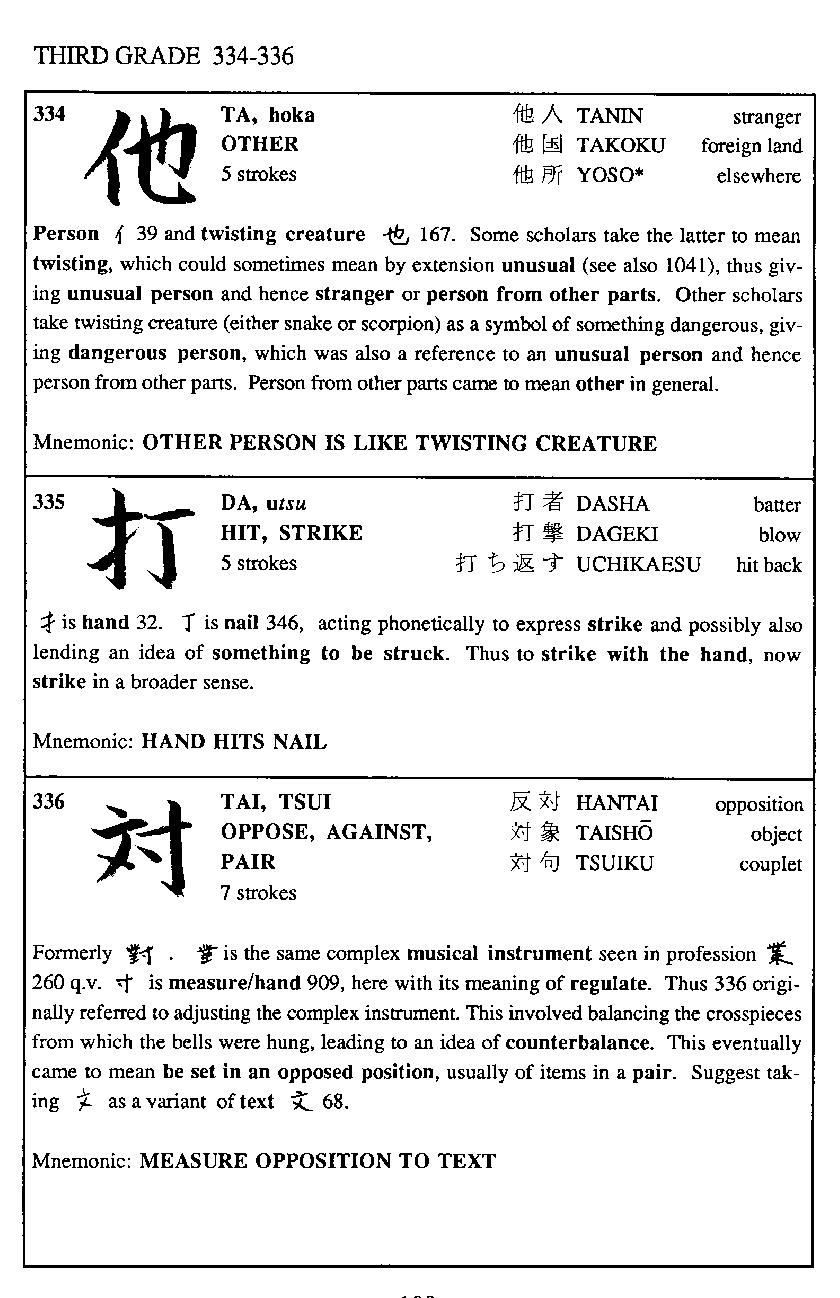 THIRD GRADE 334-336
334 他 TA, hoka 他人 TANIN stranger
OTHER 他国 TAKOKU foreign land
5 strokes 他所 YOSO* elsewhere
Person 亻 39 and twisting creature 也 167. Some scholars take the latter to mean
twisting, which could sometimes mean by extension unusual (see also 1041), thus giv-
ing unusual person and hence stranger or person from other parts. Other scholars
take twisting creature (either snake or scorpion) as a symbol of something dangerous, giv-
ing dangerous person, which was also a reference to an unusual person and hence
person from other parts. Person from other parts came to mean other in general.
Mnemonic: OTHER PERSON IS LIKE TWISTING CREATURE
335 打 DA, utsu 打者 DASHA batter
HIT, STRIKE 打撃 DAGEKI blow
5 strokes 打ち返す UCHIKAESU hit back
扌 is hand 32. 丁 is nail 346, acting phonetically to express strike and possibly also
lending an idea of something to be struck. Thus to strike with the hand, now
strike in a broader sense.
Mnemonic: HAND HITS NAIL
336 対 TAI, TSUI 反対 HANTAI opposition
OPPOSE, AGAINST, 対象 TAISHŌ object
PAIR 対句 TSUIKU couplet
7 strokes
Formerly 對 . is the same complex musical instrument seen in profession 業
260 q.v. 寸 is measure/hand 909, here with its meaning of regulate. Thus 336 origi-
nally referred to adjusting the complex instrument. This involved balancing the crosspieces
from which the bells were hung, leading to an idea of counterbalance. This eventually
came to mean be set in an opposed position, usually of items in a pair. Suggest tak-
ing as a variant of text 文 68.
Mnemonic: MEASURE OPPOSITION TO TEXT